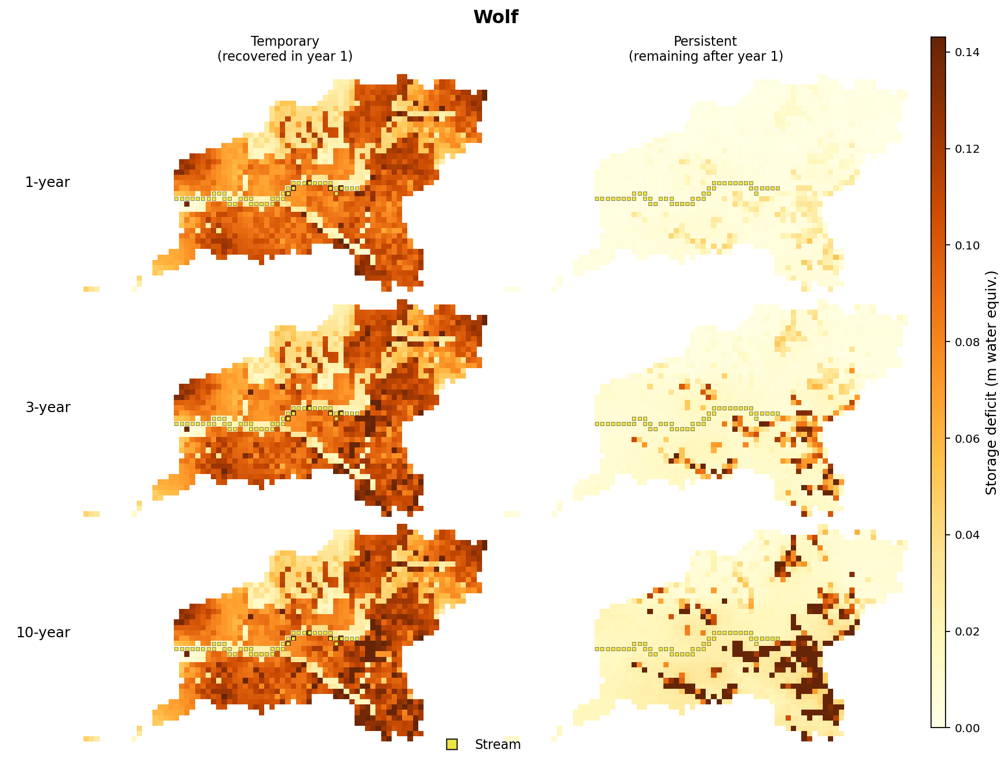 Wolf
Temporary
(recovered in year 1)
Persistent
(remaining after year 1)
1-year
3-year
10-year
0.14
0.12
0.10
0.08
0.06
0.04
0.02
0.00
Storage deficit (m water equiv.)
Stream